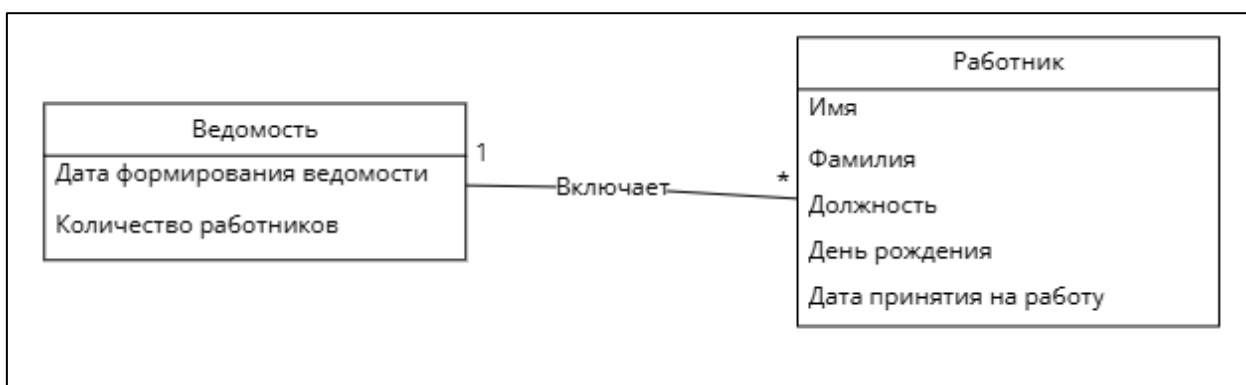 Ведомость
Дата формирования ведомости
Количество работников
1
Включает
*
Работник
Имя
Фамилия
Должность
День рождения
Дата принятия на работу